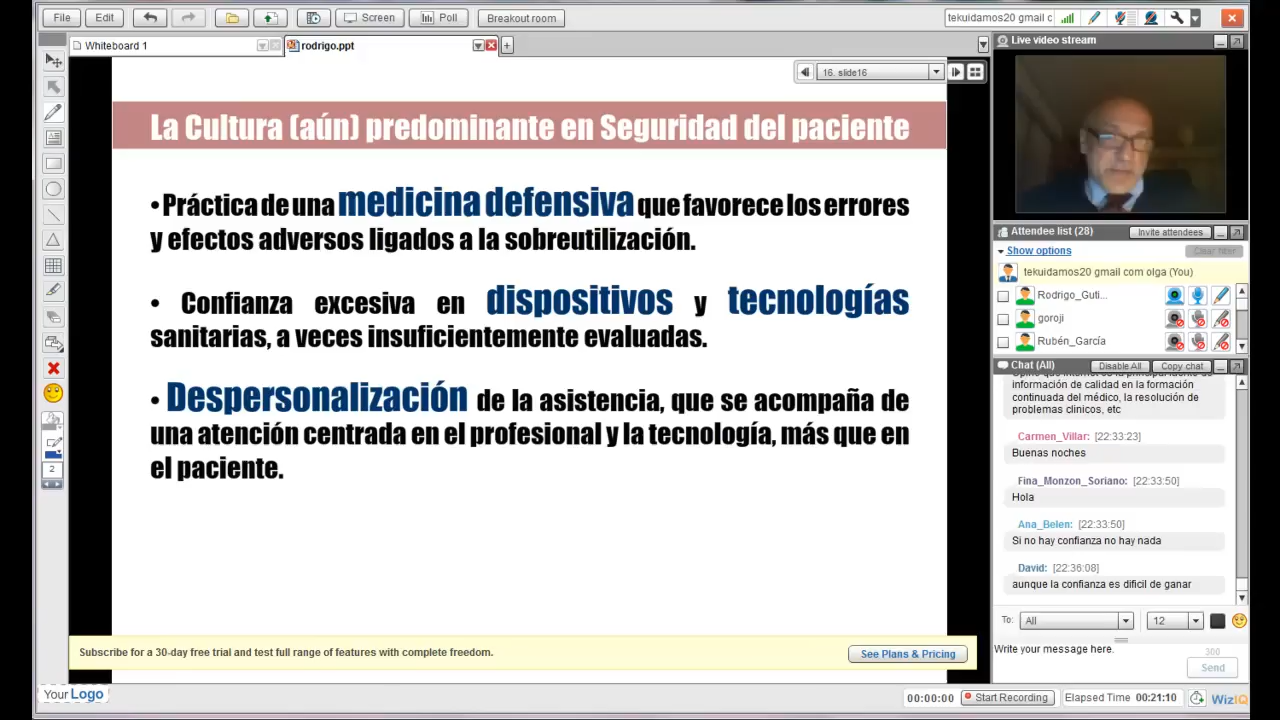 File
Edit
Screen
Poll
Breakout room
tekuidamos20 gmail c
Whiteboard 1
rodrigo.ppt
16. slide16
La Cultura (aún) predominante en Seguridad del paciente
• Práctica de una medicina defensiva que favorece los errores
y efectos adversos ligados a la sobreutilización.
• Confianza excesiva en dispositivos y tecnologías
sanitarias, a veces insuficientemente evaluadas.
• Despersonalización de la asistencia, que se acompaña de
una atención centrada en el profesional y la tecnología, más que en
el paciente.
2
Subscribe for a 30-day free trial and test full range of features with complete freedom.
See Plans & Pricing
Your Logo
00:00:00
Start Recording
Elapsed Time 00:21:10
WizIQ
Live video stream
Attendee list (28)
Invite attendees
Show options
Clear hand
tekuidamos20 gmail com olga (You)
Rodrigo_Guti...
goroji
Rubén_García
Chat (All)
Disable All
Copy chat
información de calidad en la formación
continuada del médico, la resolución de
problemas clinicos, etc
Carmen_Villar: [22:33:23]
Buenas noches
Fina_Monzon_Soriano: [22:33:50]
Hola
Ana_Belen: [22:33:50]
Si no hay confianza no hay nada
David: [22:36:08]
aunque la confianza es dificil de ganar
To:
All
12
Write your message here.
300
Send